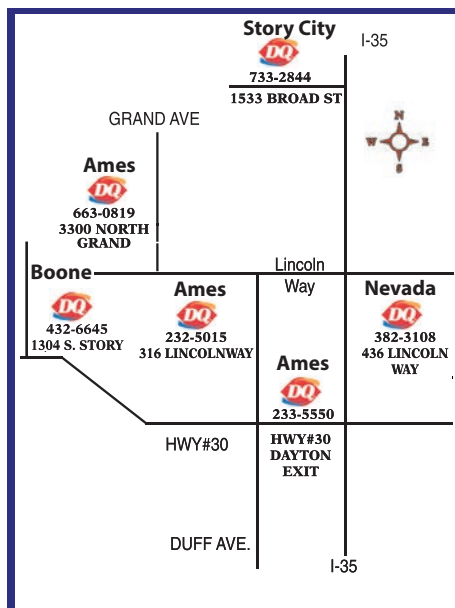 Story City
DQ
733-2844
1533 BROAD ST
I-35
N
W E
S
GRAND AVE
Ames
DQ
663-0819
3300 NORTH
GRAND
Boone
DQ
432-6645
1304 S. STORY
Lincoln
Way
Ames
DQ
232-5015
316 LINCOLNWAY
Nevada
DQ
382-3108
436 LINCOLN
WAY
Ames
DQ
233-5550
HWY#30
DAYTON
EXIT
HWY#30
DUFF AVE.
I-35